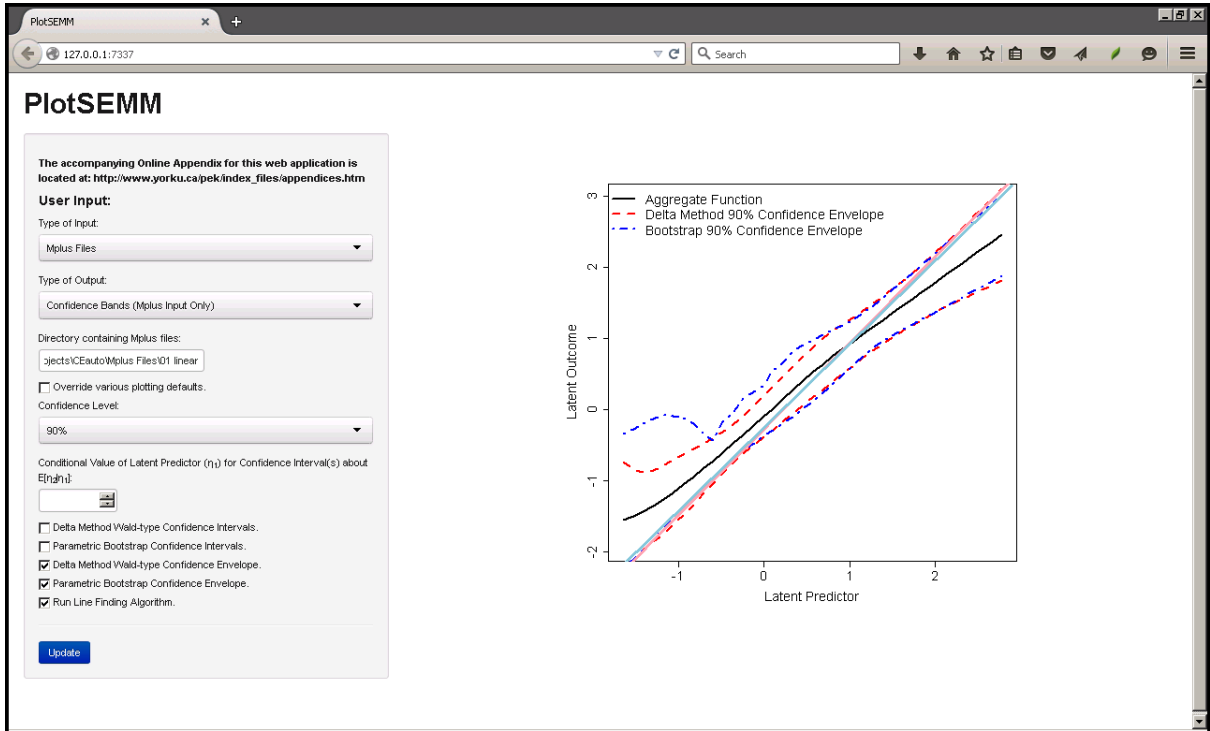 PlotSEMM
127.0.0.1:7337
Search
PlotSEMM
The accompanying Online Appendix for this web application is
located at: http://www.yorku.ca/pek/index_files/appendices.htm
User Input:
Type of Input:
Mplus Files
Type of Output:
Confidence Bands (Mplus Input Only)
Directory containing Mplus files:
ojects\CEauto\Mplus Files\01 linear
Override various plotting defaults.
Confidence Level:
90%
Conditional Value of Latent Predictor (η₁) for Confidence Interval(s) about
E[η₂|η₁]:
Delta Method Wald-type Confidence Intervals.
Parametric Bootstrap Confidence Intervals.
Delta Method Wald-type Confidence Envelope.
Parametric Bootstrap Confidence Envelope.
Run Line Finding Algorithm.
Update
Aggregate Function
Delta Method 90% Confidence Envelope
Bootstrap 90% Confidence Envelope
3
2
1
0
-1
-2
Latent Outcome
-1 0 1 2
Latent Predictor